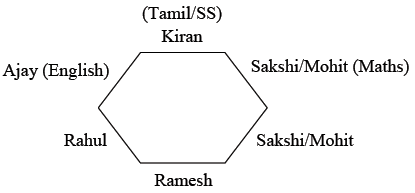 (Tamil/SS)
Kiran
Ajay (English)
Sakshi/Mohit (Maths)
Rahul
Sakshi/Mohit
Ramesh